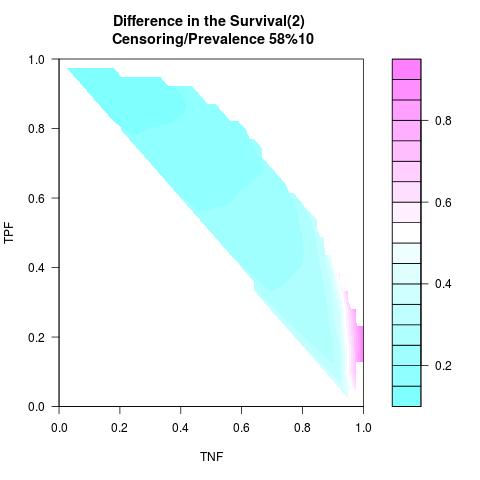 Difference in the Survival(2)
Censoring/Prevalence 58%10
1.0
0.8
0.6
0.4
0.2
0.0
TPF
0.0 0.2 0.4 0.6 0.8 1.0
TNF
0.8
0.6
0.4
0.2